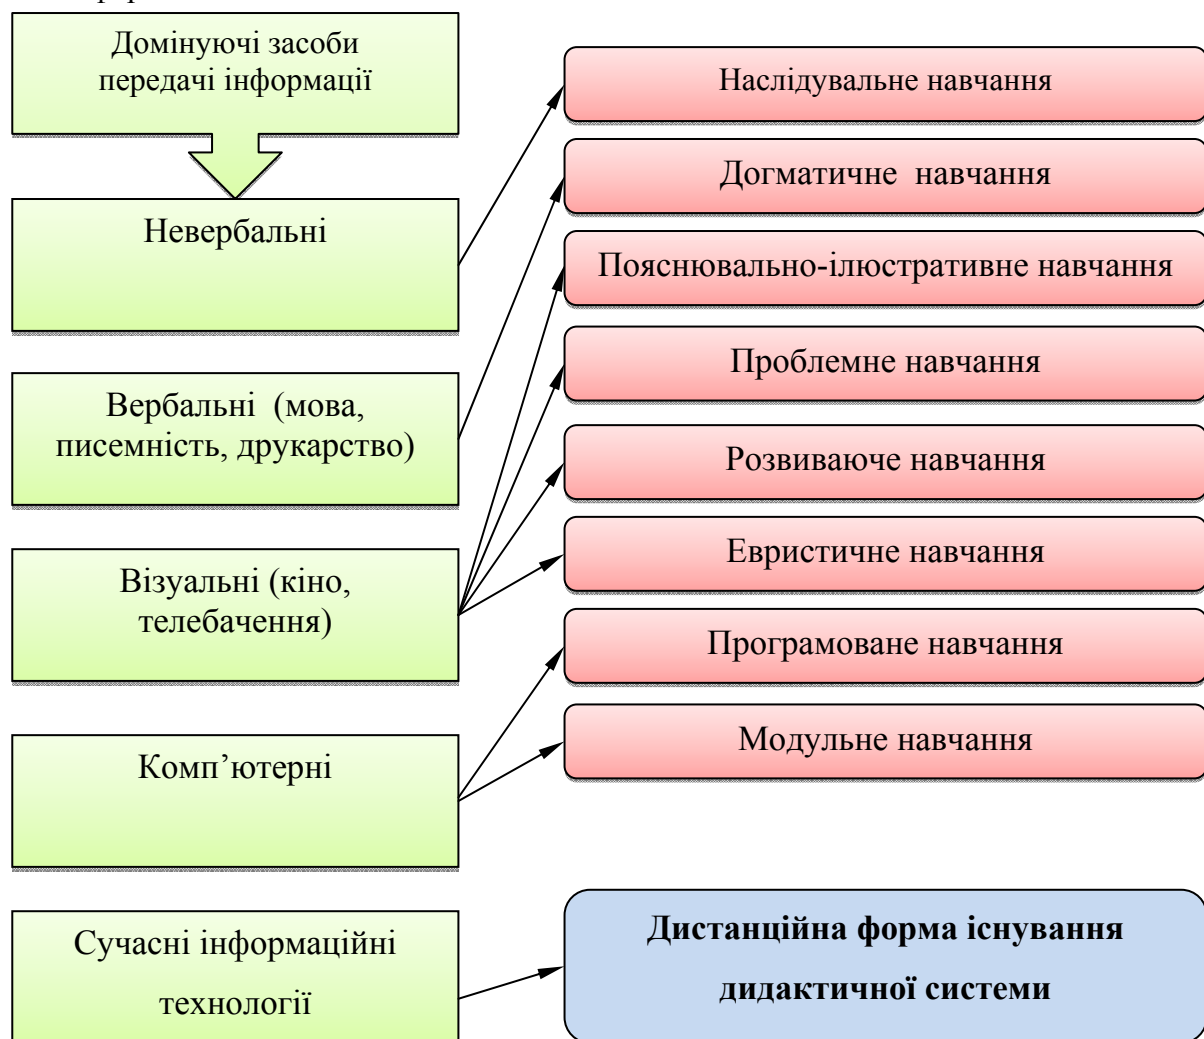 Домінуючі засоби
передачі інформації
Невербальні
Вербальні (мова,
писемність, друкарство)
Візуальні (кіно,
телебачення)
Комп’ютерні
Сучасні інформаційні
технології
Наслідувальне навчання
Догматичне навчання
Пояснювально-ілюстративне навчання
Проблемне навчання
Розвиваюче навчання
Евристичне навчання
Програмоване навчання
Модульне навчання
Дистанційна форма існування
дидактичної системи